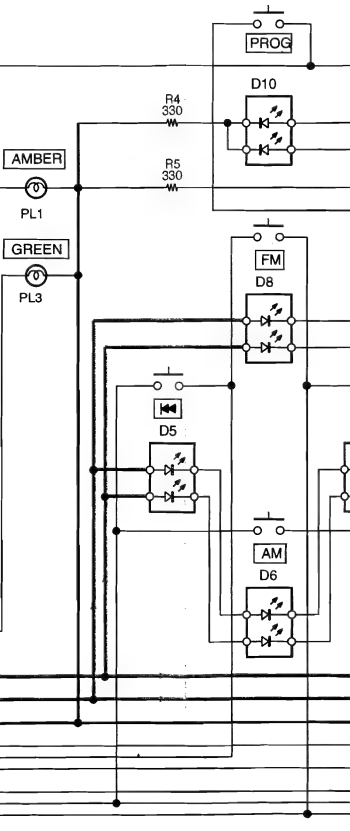 PROG
D10
R4
330
R5
330
AMBER
PL1
GREEN
PL3
FM
D8
D5
AM
D6